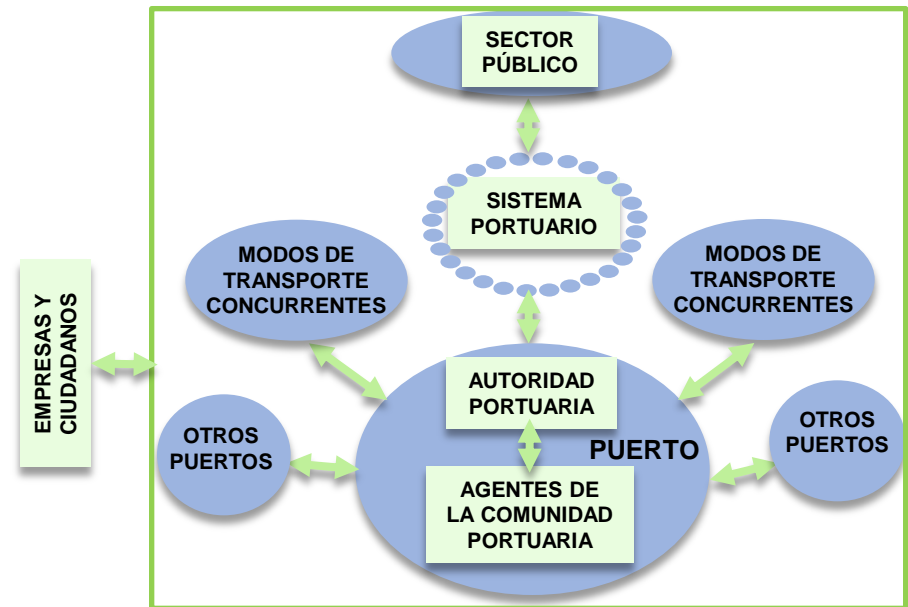 SECTOR
PÚBLICO
SISTEMA
PORTUARIO
MODOS DE
TRANSPORTE
CONCURRENTES
MODOS DE
TRANSPORTE
CONCURRENTES
EMPRESAS Y
CIUDADANOS
AUTORIDAD
PORTUARIA
OTROS
PUERTOS
PUERTO
OTROS
PUERTOS
AGENTES DE
LA COMUNIDAD
PORTUARIA